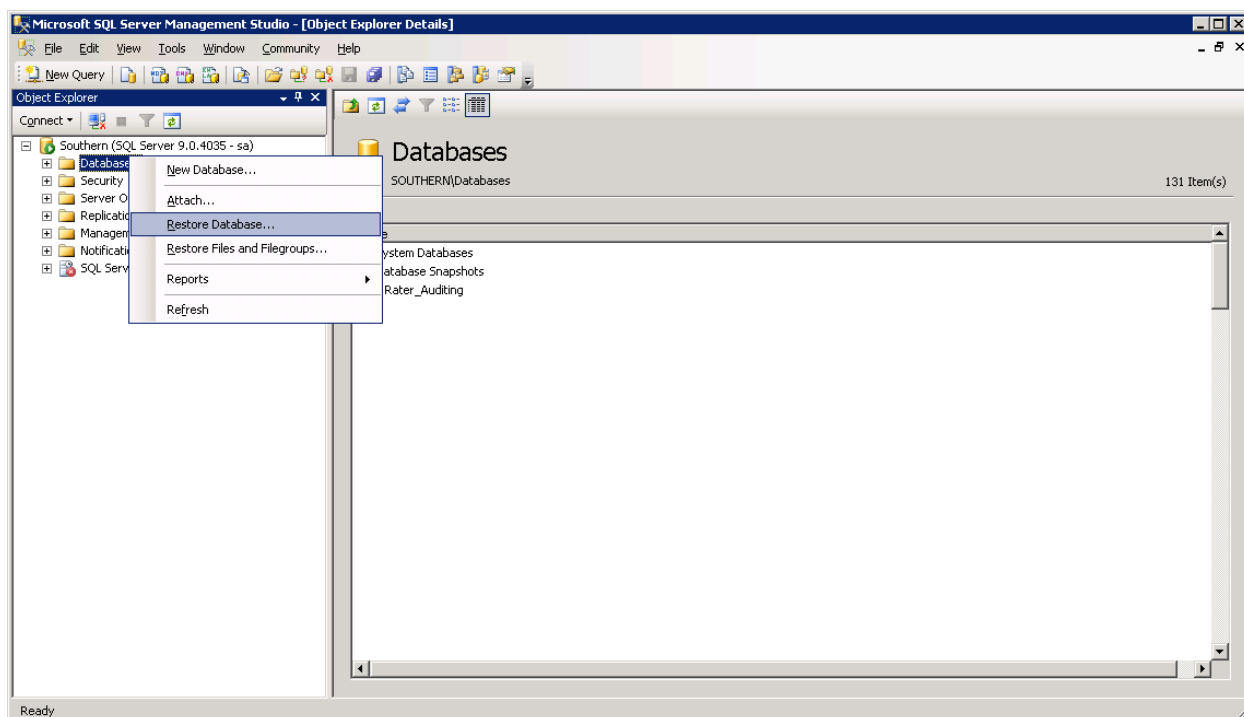 Microsoft SQL Server Management Studio - [Object Explorer Details]
File Edit View Tools Window Community Help
New Query
Object Explorer
Connect
Southern (SQL Server 9.0.4035 - sa)
Database
Security
Server O
Replicatio
Managem
Notificati
SQL Serv
New Database...
Attach...
Restore Database...
Restore Files and Filegroups...
Reports
Refresh
Databases
SOUTHERN\Databases
131 Item(s)
e
ystem Databases
atabase Snapshots
Rater_Auditing
Ready